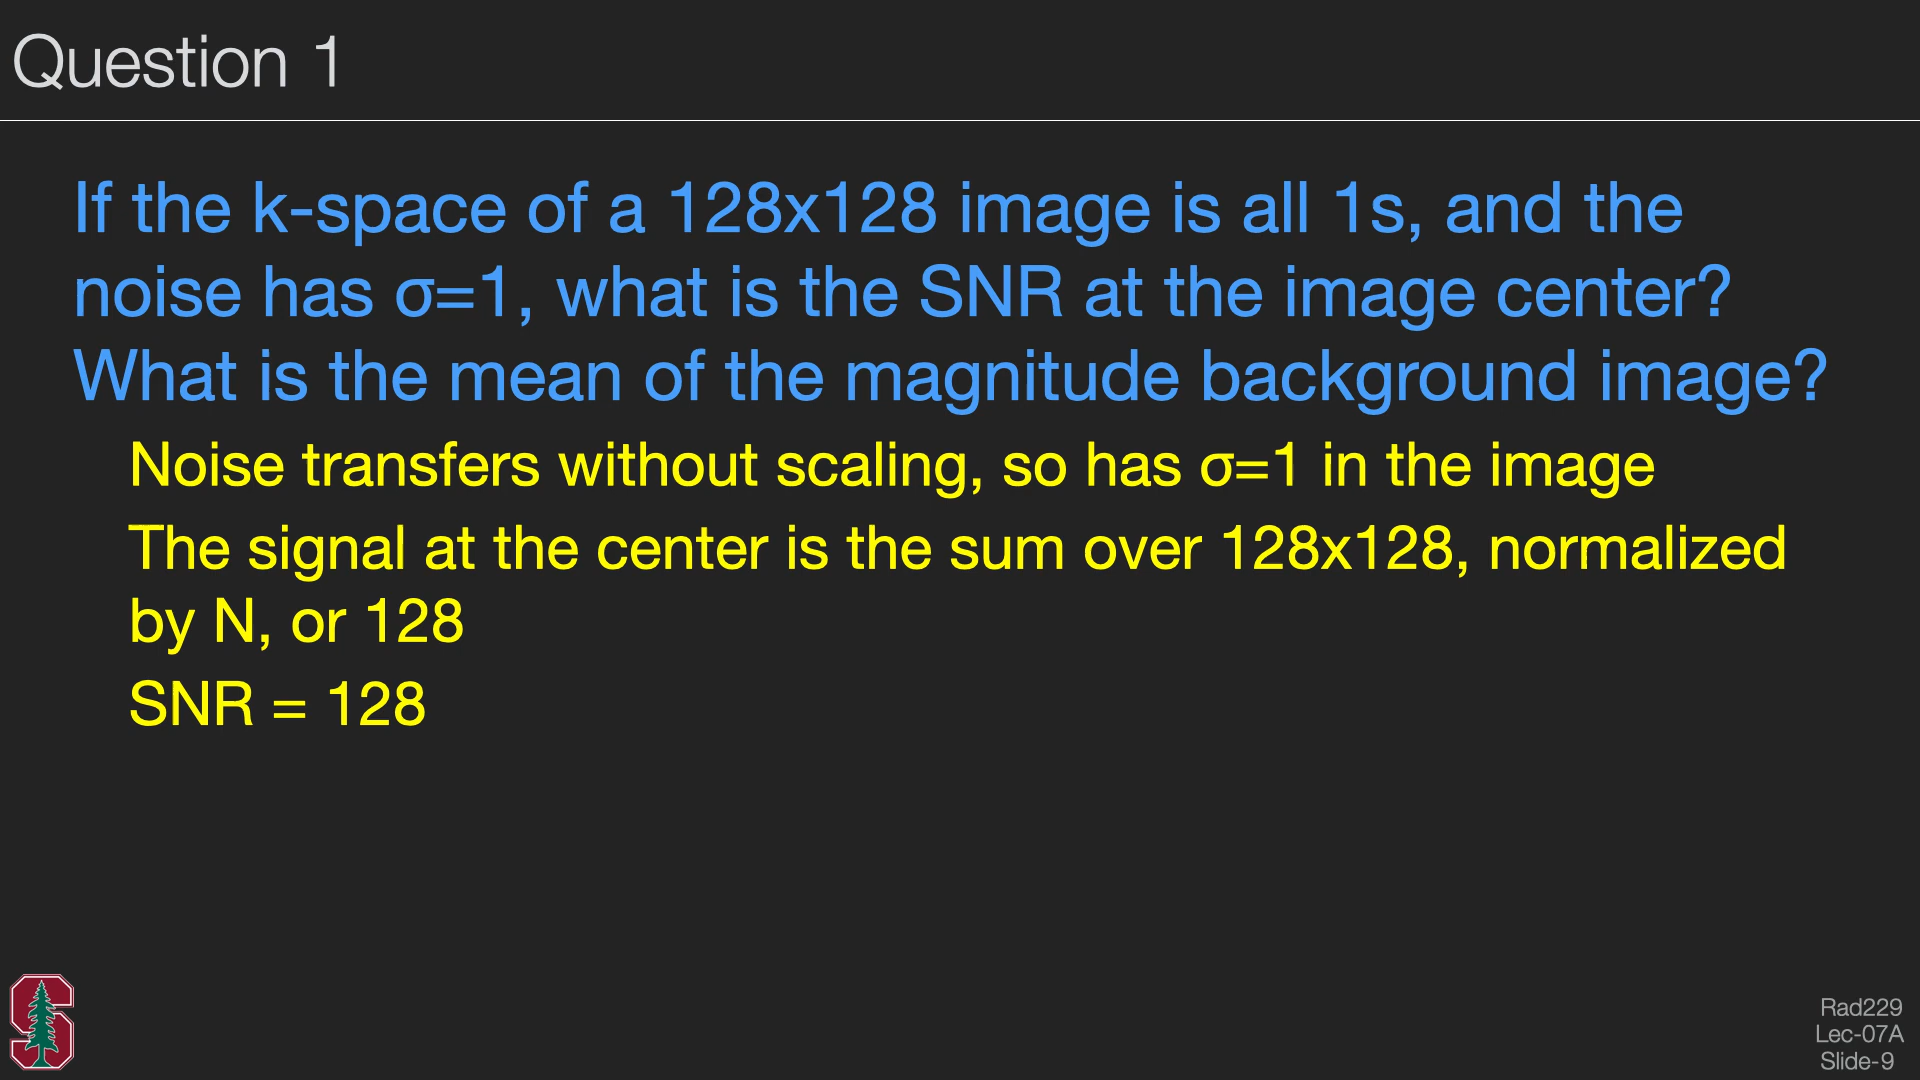 Question 1
If the k-space of a 128x128 image is all 1s, and the
noise has σ=1, what is the SNR at the image center?
What is the mean of the magnitude background image?
Noise transfers without scaling, so has σ=1 in the image
The signal at the center is the sum over 128x128, normalized
by N, or 128
SNR = 128
Rad229
Lec-07A
Slide-9